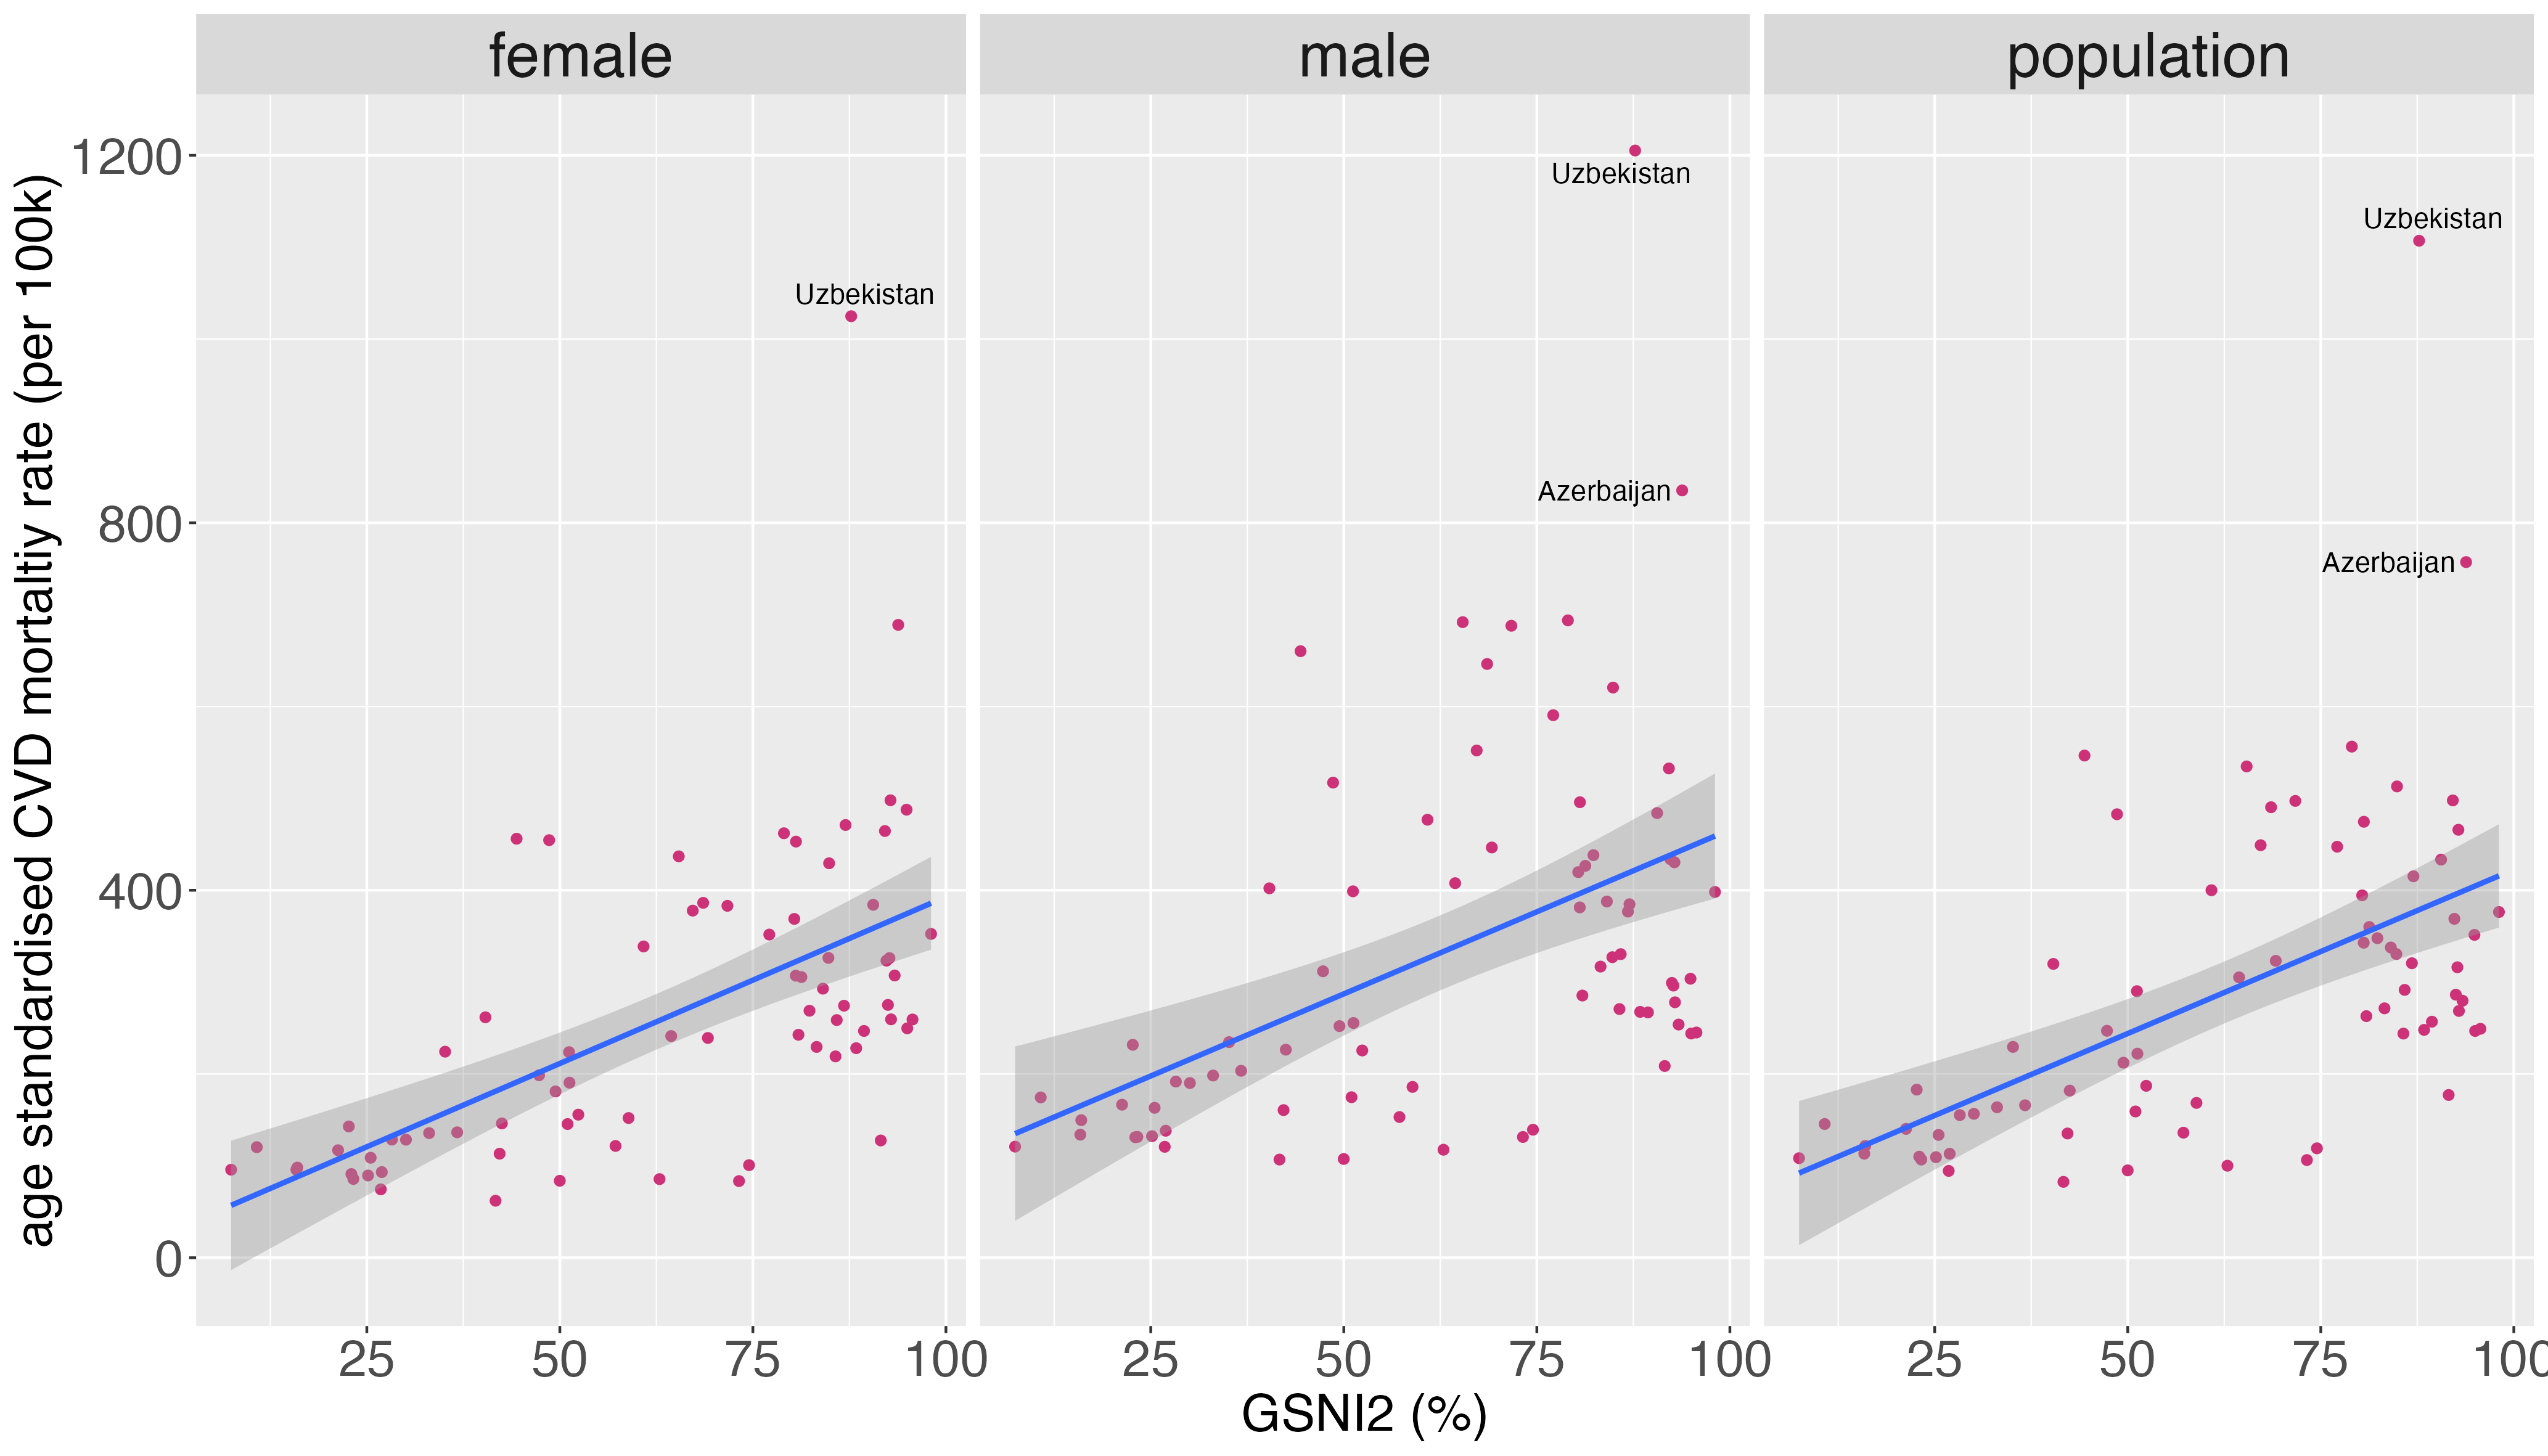 female
male
population
age standardised CVD mortaltiy rate (per 100k)
1200
800
400
0
Uzbekistan
Uzbekistan
Azerbaijan
Uzbekistan
Azerbaijan
25
50
75
100
25
50
75
100
25
50
75
100
GSNI2 (%)